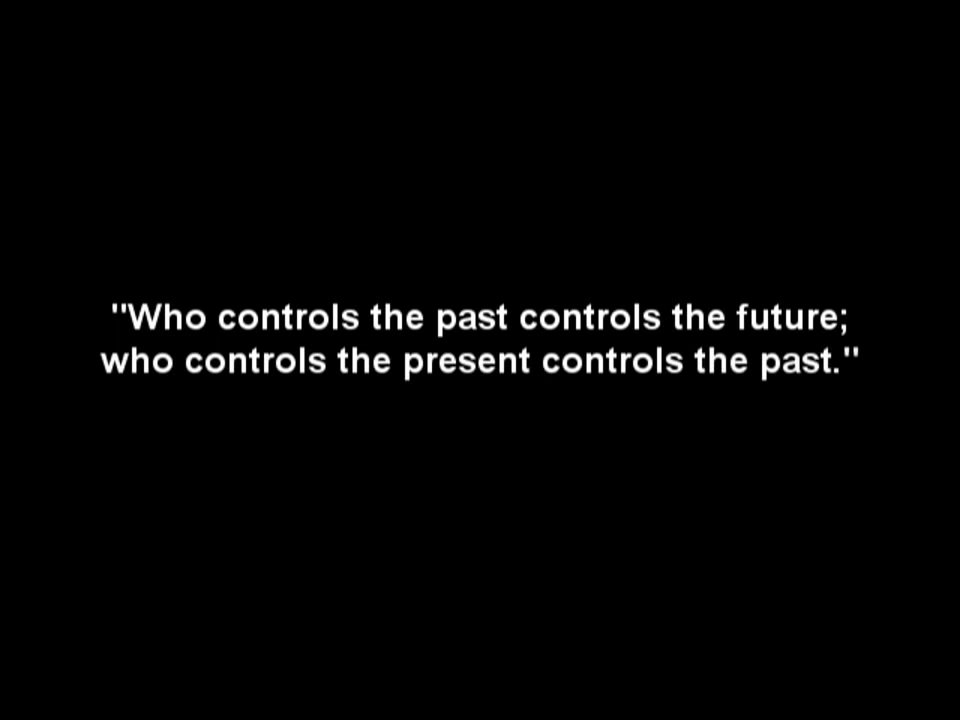 "Who controls the past controls the future;
who controls the present controls the past."